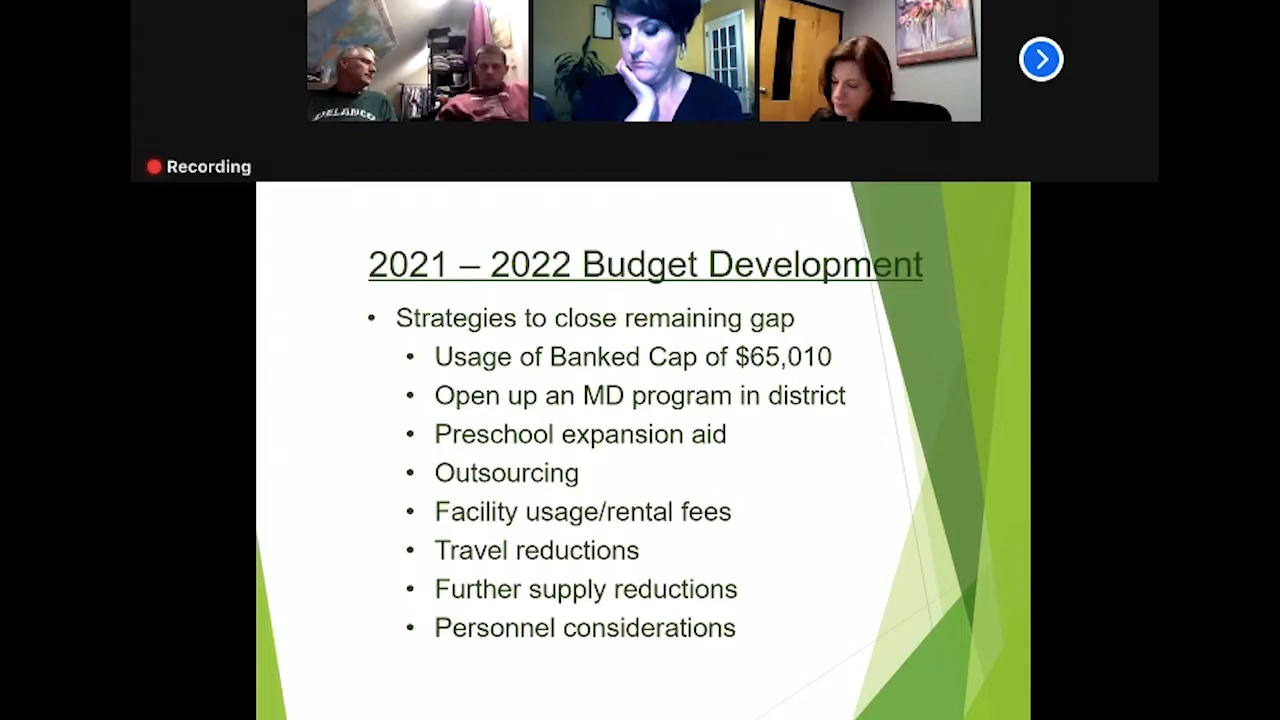 Recording
2021 – 2022 Budget Development
• Strategies to close remaining gap
• Usage of Banked Cap of $65,010
• Open up an MD program in district
• Preschool expansion aid
• Outsourcing
• Facility usage/rental fees
• Travel reductions
• Further supply reductions
• Personnel considerations